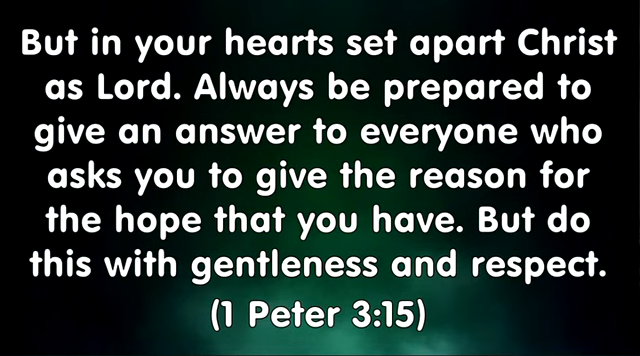 But in your hearts set apart Christ
as Lord. Always be prepared to
give an answer to everyone who
asks you to give the reason for
the hope that you have. But do
this with gentleness and respect.
(1 Peter 3:15)